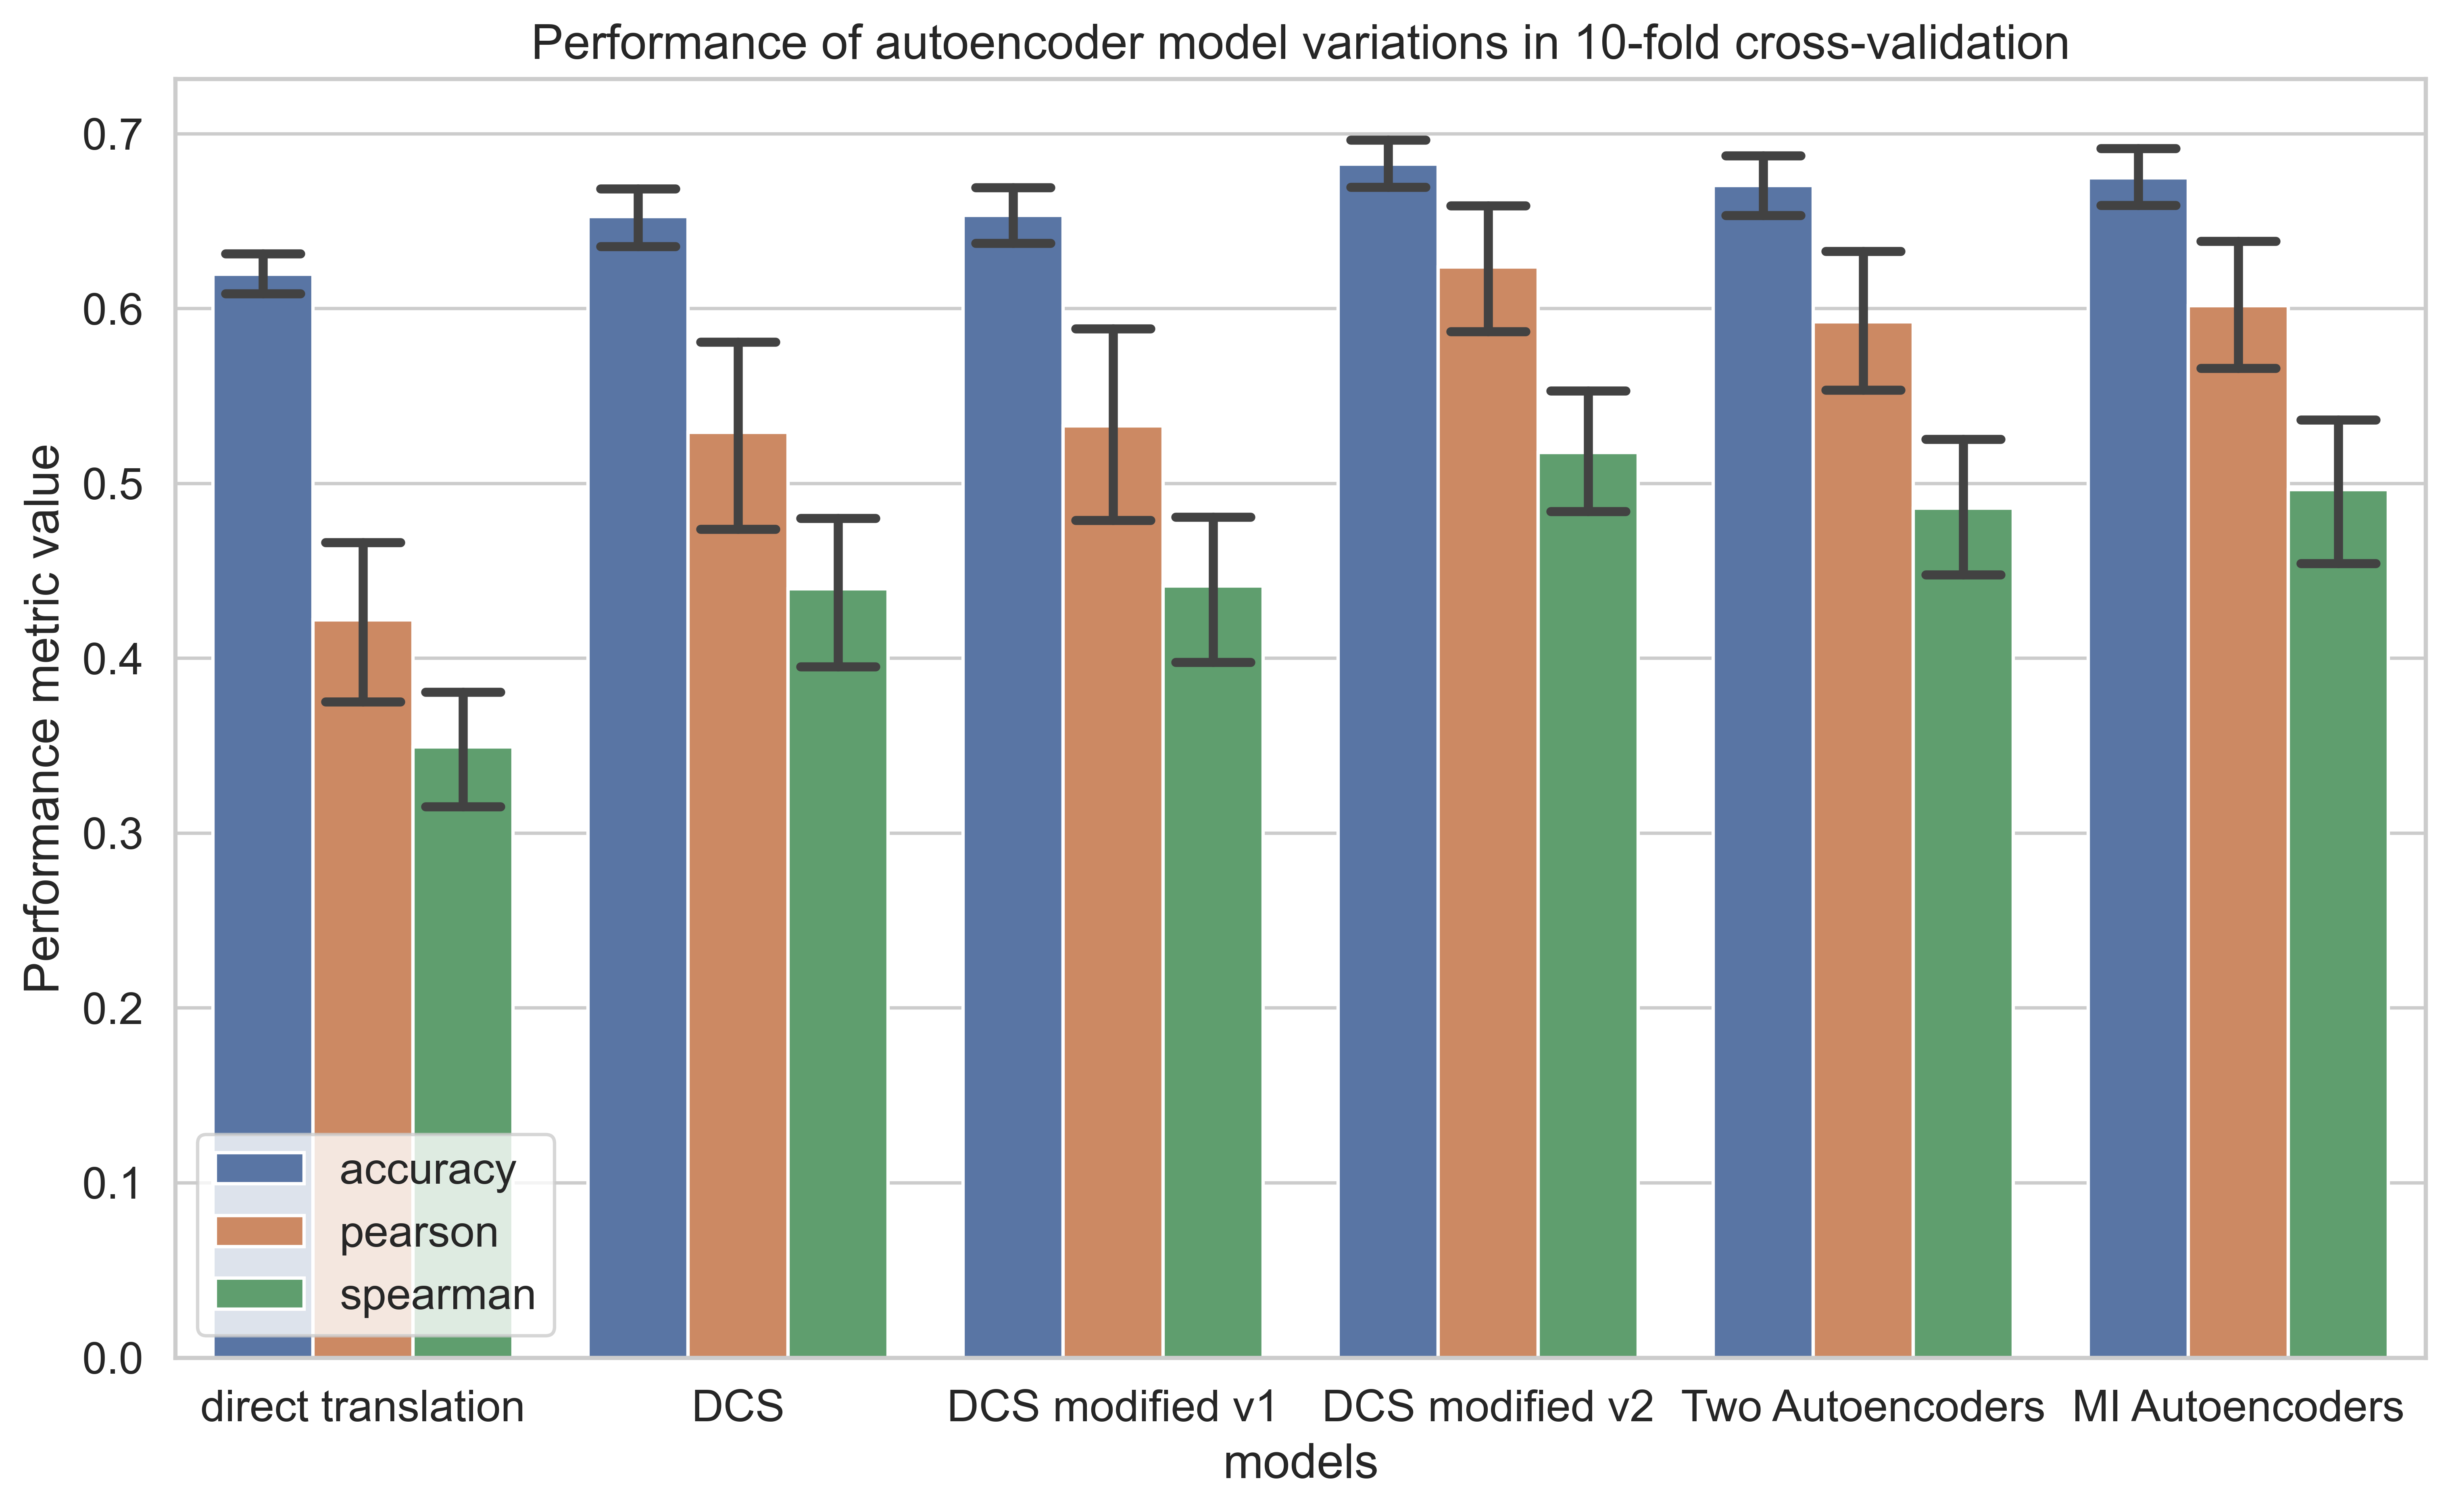 Performance of autoencoder model variations in 10-fold cross-validation
Performance metric value
0.7
0.6
0.5
0.4
0.3
0.2
0.1
0.0
accuracy
pearson
spearman
direct translation
DCS
DCS modified v1
DCS modified v2
Two Autoencoders
MI Autoencoders
models